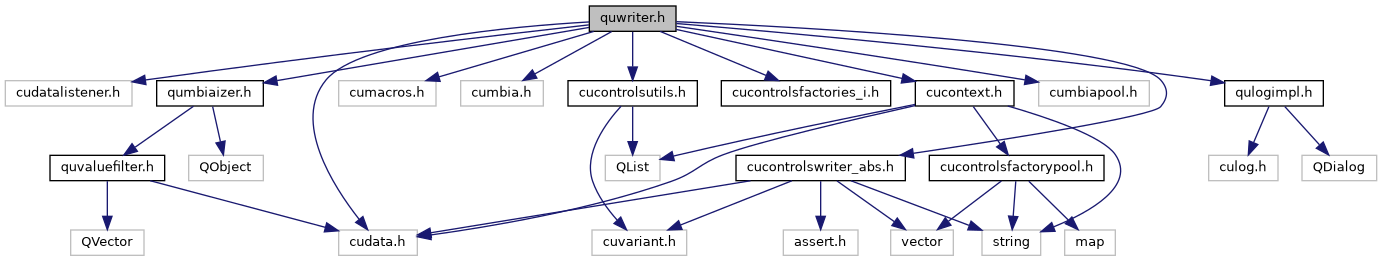 quwriter.h
cudatalistener.h
qumbiaizer.h
cumacros.h
cumbia.h
cucontrolsutils.h
cucontrolsfactories_i.h
cucontext.h
cumbiapool.h
qulogimpl.h
quvaluefilter.h
QObject
QList
cucontrolswriter_abs.h
cucontrolsfactorypool.h
culog.h
QDialog
QVector
cudata.h
cuvariant.h
assert.h
vector
string
map